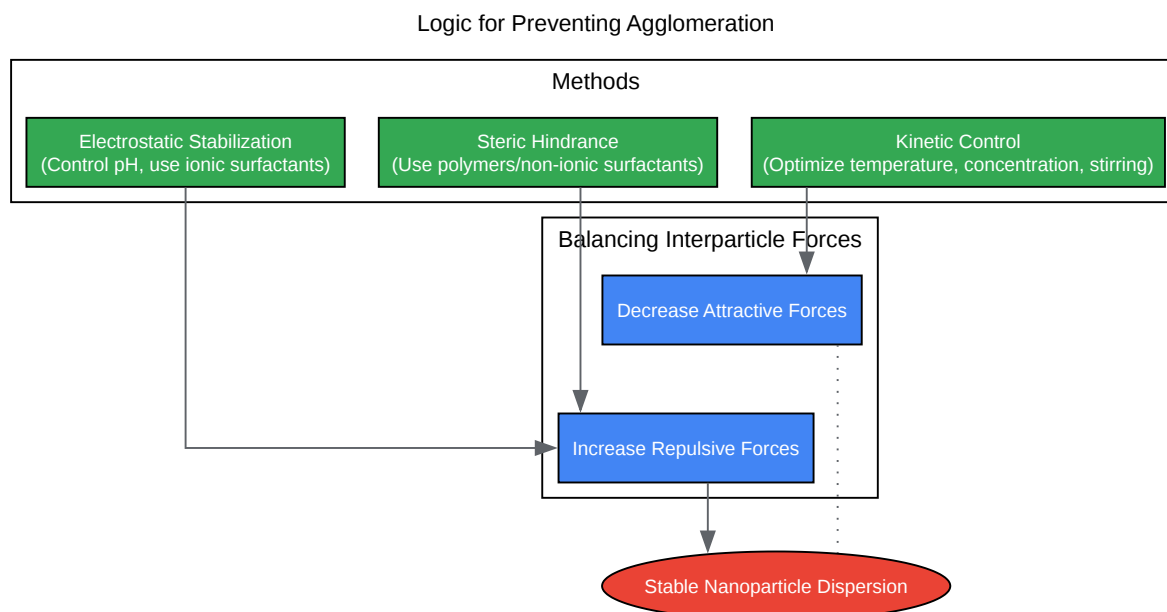 Logic for Preventing Agglomeration
Methods
Electrostatic Stabilization
(Control pH, use ionic surfactants)
Steric Hindrance
(Use polymers/non-ionic surfactants)
Kinetic Control
(Optimize temperature, concentration, stirring)
Balancing Interparticle Forces
Decrease Attractive Forces
Increase Repulsive Forces
Stable Nanoparticle Dispersion